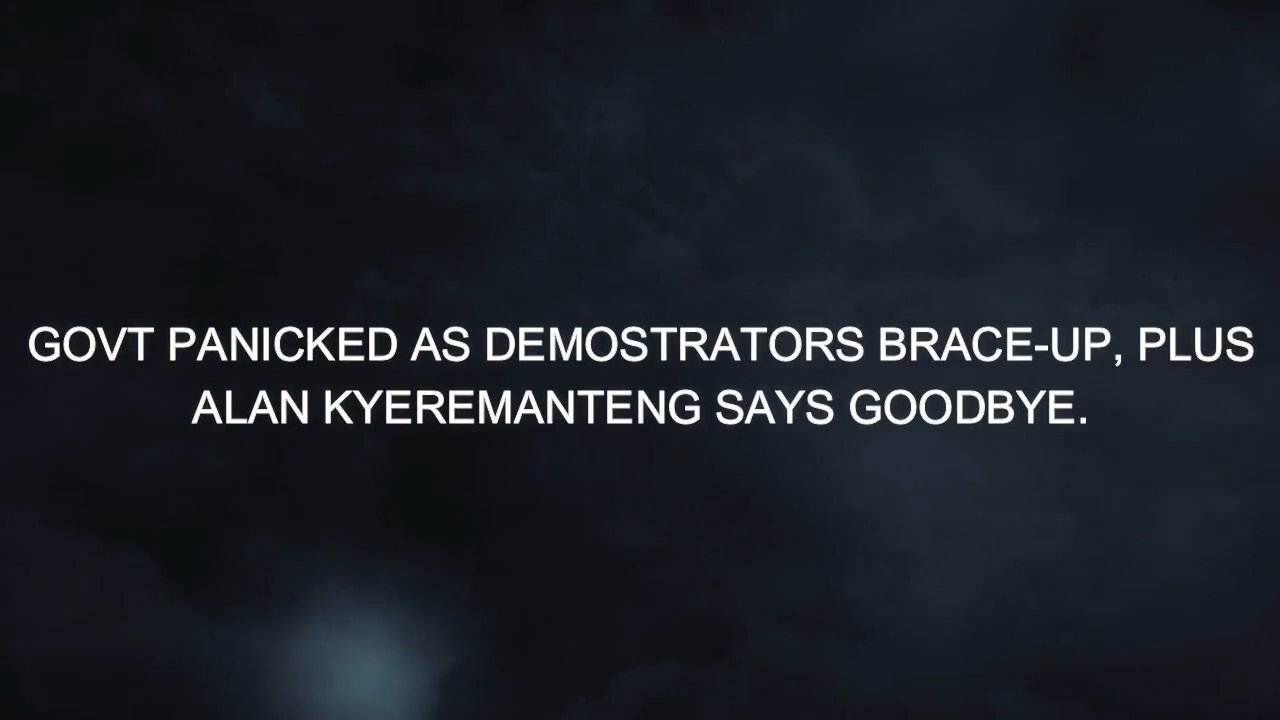 GOVT PANICKED AS DEMOSTRATORS BRACE-UP, PLUS
ALAN KYEREMANTENG SAYS GOODBYE.